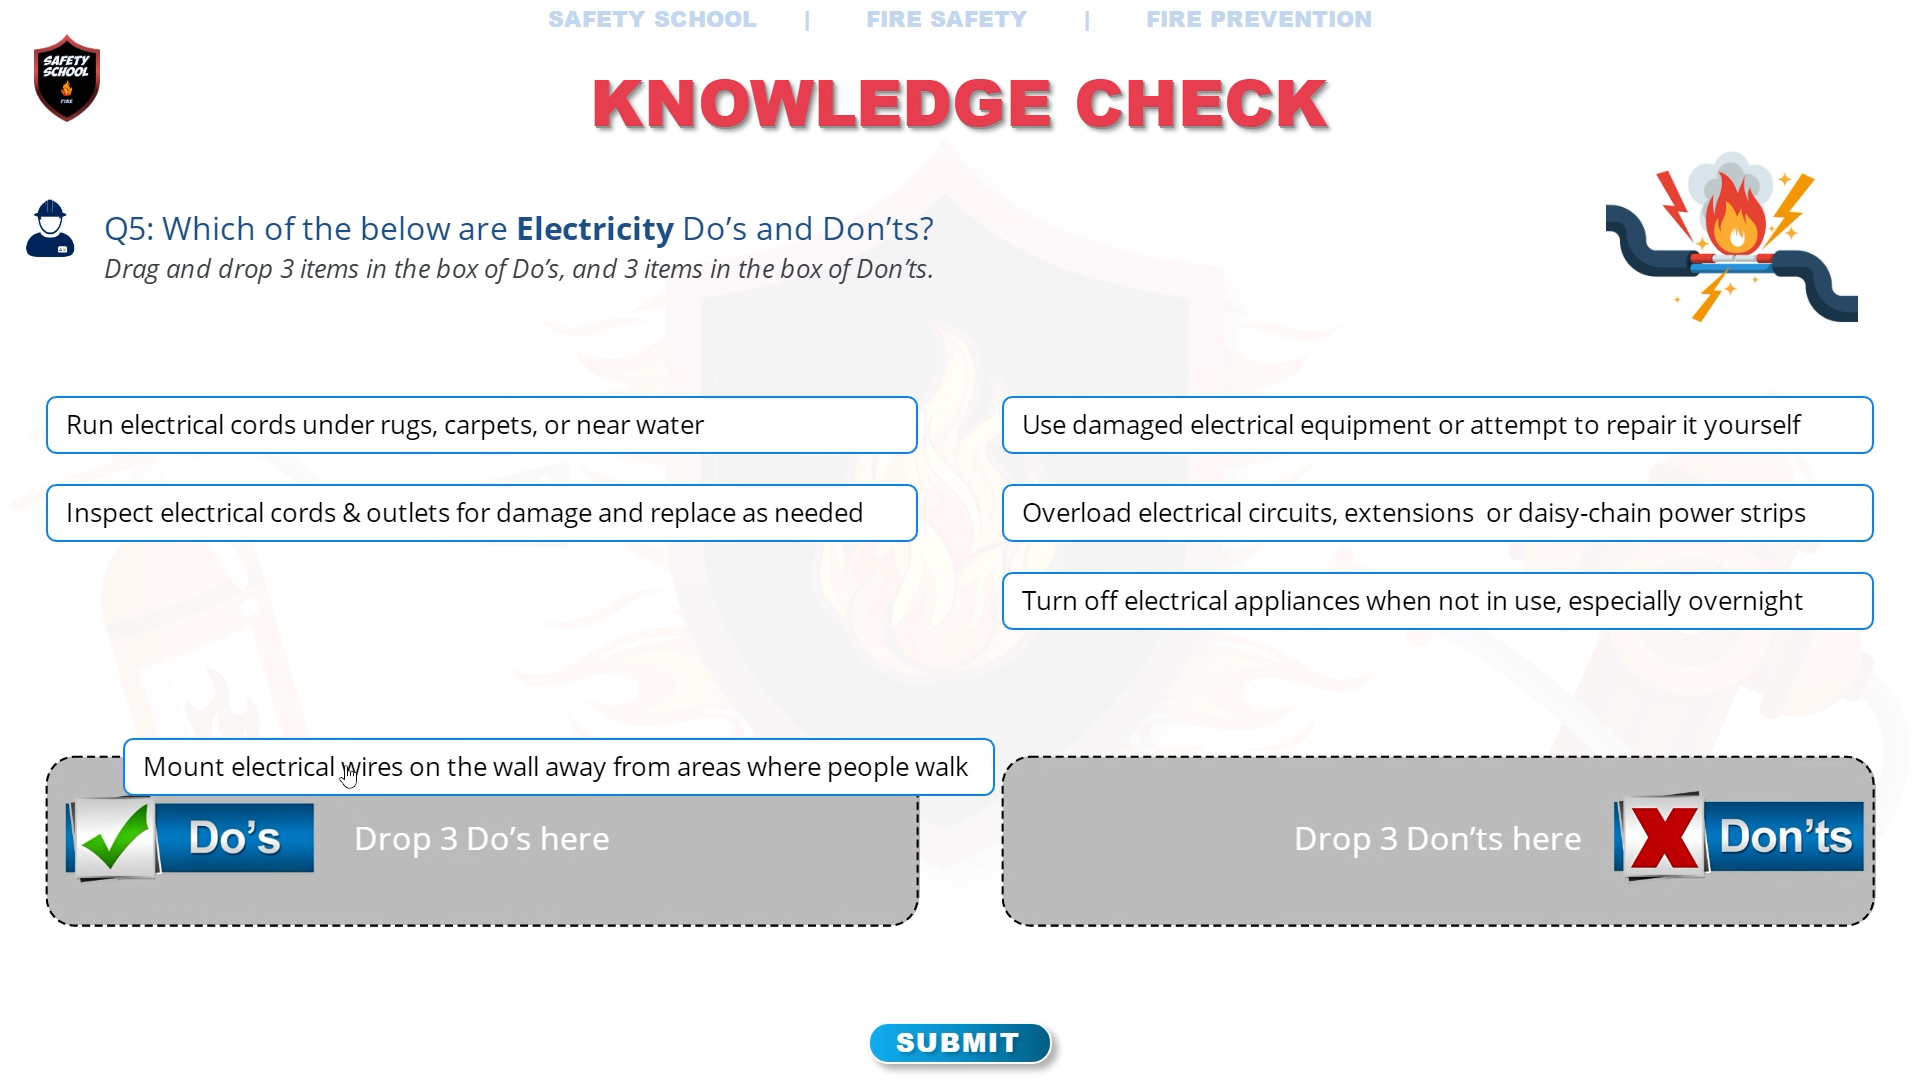 SAFETY SCHOOL | FIRE SAFETY | FIRE PREVENTION
SAFETY
SCHOOL
FIRE
KNOWLEDGE CHECK
Q5: Which of the below are Electricity Do’s and Don’ts?
Drag and drop 3 items in the box of Do’s, and 3 items in the box of Don’ts.
Run electrical cords under rugs, carpets, or near water
Use damaged electrical equipment or attempt to repair it yourself
Inspect electrical cords & outlets for damage and replace as needed
Overload electrical circuits, extensions or daisy-chain power strips
Turn off electrical appliances when not in use, especially overnight
Mount electrical wires on the wall away from areas where people walk
Do’s
Drop 3 Do’s here
Drop 3 Don’ts here
Don’ts
SUBMIT